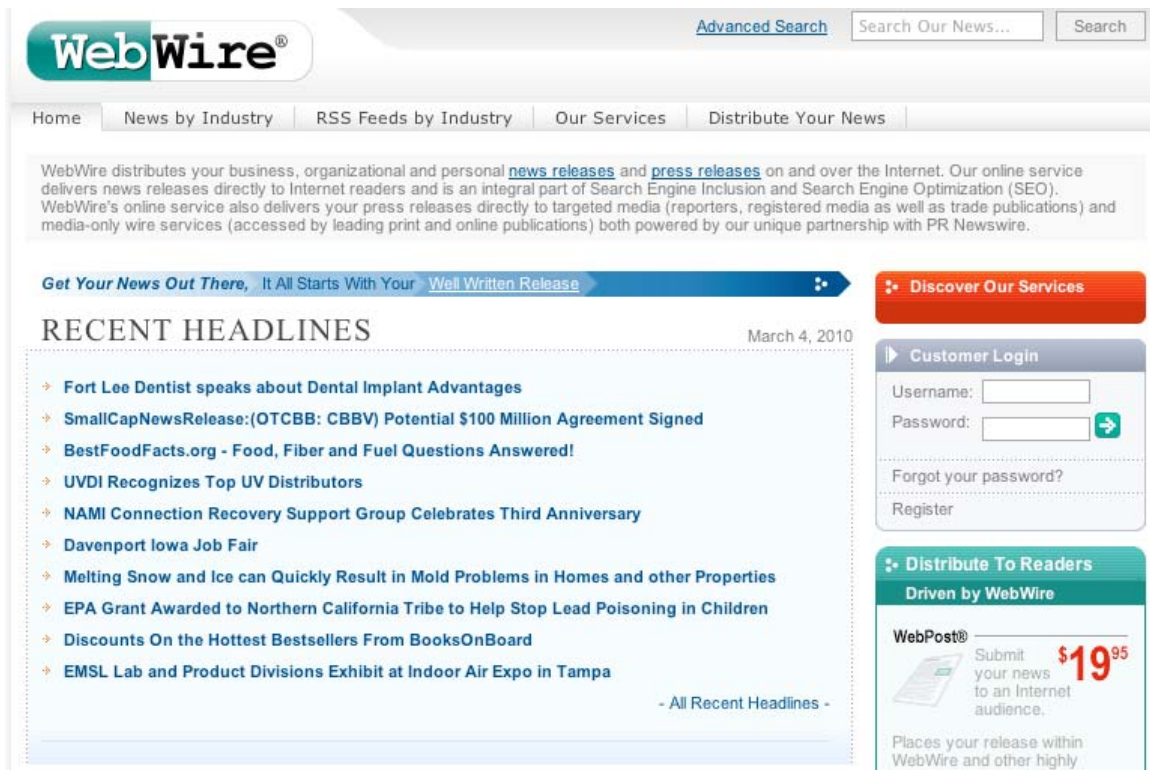 WebWire®
Advanced Search
Search Our News...
Search
Home
News by Industry
RSS Feeds by Industry
Our Services
Distribute Your News
WebWire distributes your business, organizational and personal news releases and press releases on and over the Internet. Our online service
delivers news releases directly to Internet readers and is an integral part of Search Engine Inclusion and Search Engine Optimization (SEO).
WebWire's online service also delivers your press releases directly to targeted media (reporters, registered media as well as trade publications) and
media-only wire services (accessed by leading print and online publications) both powered by our unique partnership with PR Newswire.
Get Your News Out There, It All Starts With Your Well Written Release
RECENT HEADLINES
March 4, 2010
Fort Lee Dentist speaks about Dental Implant Advantages
SmallCapNewsRelease:(OTCBB: CBBV) Potential $100 Million Agreement Signed
BestFoodFacts.org - Food, Fiber and Fuel Questions Answered!
UVDI Recognizes Top UV Distributors
NAMI Connection Recovery Support Group Celebrates Third Anniversary
Davenport Iowa Job Fair
Melting Snow and Ice can Quickly Result in Mold Problems in Homes and other Properties
EPA Grant Awarded to Northern California Tribe to Help Stop Lead Poisoning in Children
Discounts On the Hottest Bestsellers From BooksOnBoard
EMSL Lab and Product Divisions Exhibit at Indoor Air Expo in Tampa
- All Recent Headlines -
Discover Our Services
Customer Login
Username:
Password:
Forgot your password?
Register
Distribute To Readers
Driven by WebWire
WebPost®
Submit
your news
to an Internet
audience.
$19.95
Places your release within
WebWire and other highly